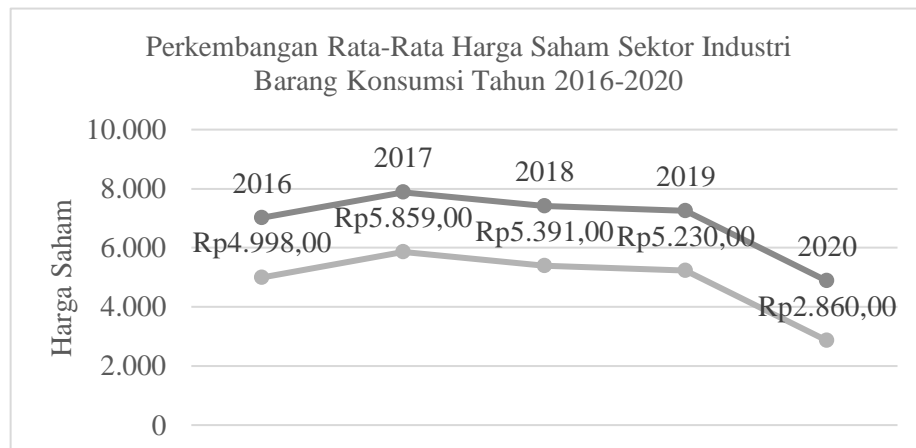 Perkembangan Rata-Rata Harga Saham Sektor Industri
Barang Konsumsi Tahun 2016-2020
Harga Saham
10.000
8.000
6.000
4.000
2.000
0
2016
2017
2018
2019
2020
Rp4.998,00
Rp5.859,00
Rp5.391,00
Rp5.230,00
Rp2.860,00